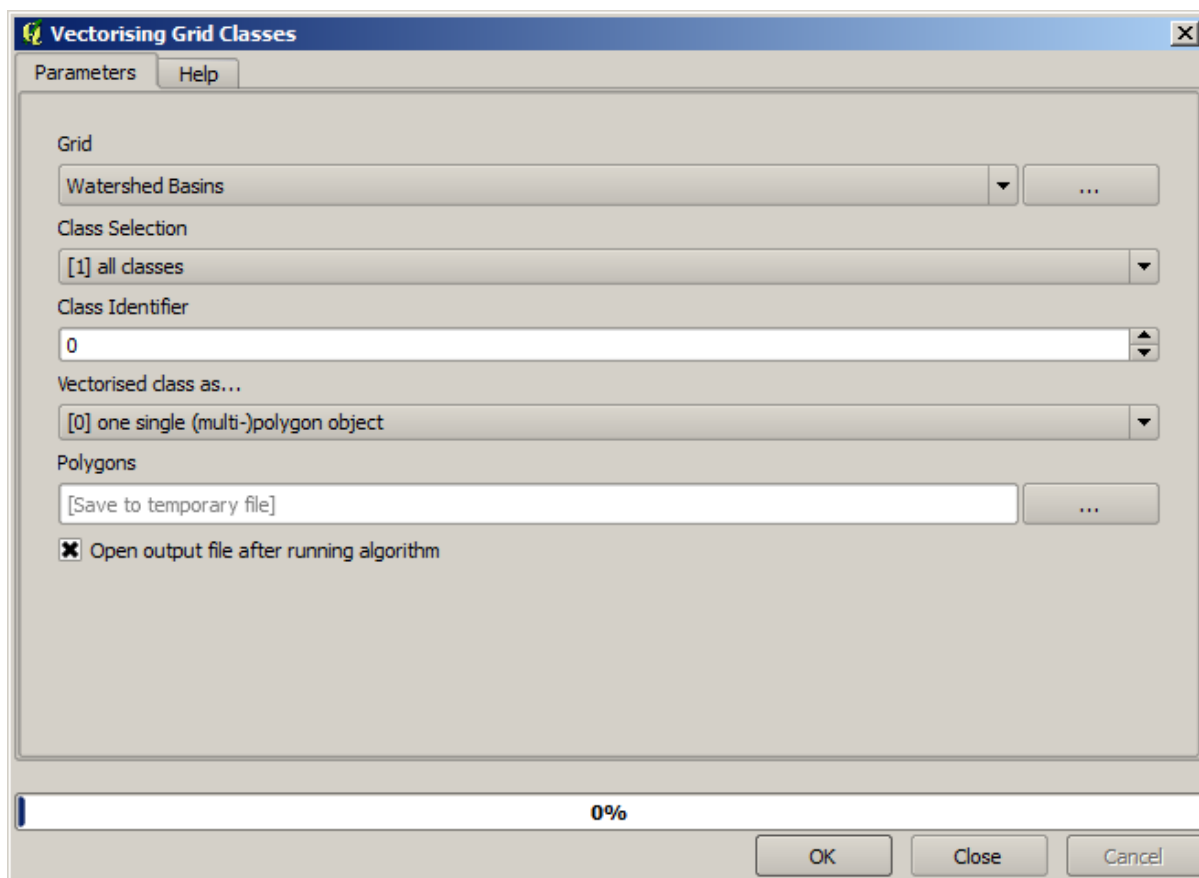 Vectorising Grid Classes
Parameters Help
Grid
Watershed Basins ...
Class Selection
[1] all classes
Class Identifier
0
Vectorised class as...
[0] one single (multi-)polygon object
Polygons
[Save to temporary file] ...
Open output file after running algorithm
0%
OK Close Cancel